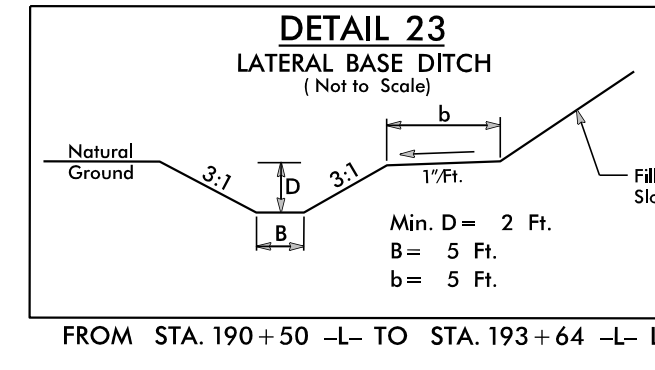 DETAIL 23
LATERAL BASE DITCH
( Not to Scale)
b
Natural
Ground
3:1
D
3:1
1"/Ft.
B
Min. D = 2 Ft.
B = 5 Ft.
b = 5 Ft.
Fill
FROM STA. 190+50 -L- TO STA. 193+64 -L-